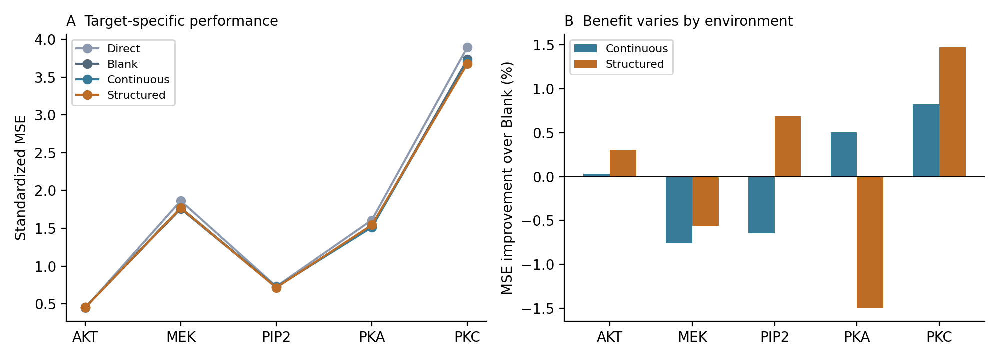 A  Target-specific performance
Standardized MSE
4.0
3.5
3.0
2.5
2.0
1.5
1.0
0.5
Direct
Blank
Continuous
Structured
AKT
MEK
PIP2
PKA
PKC
B  Benefit varies by environment
MSE improvement over Blank (%)
1.5
1.0
0.5
0.0
−0.5
−1.0
−1.5
Continuous
Structured
AKT
MEK
PIP2
PKA
PKC